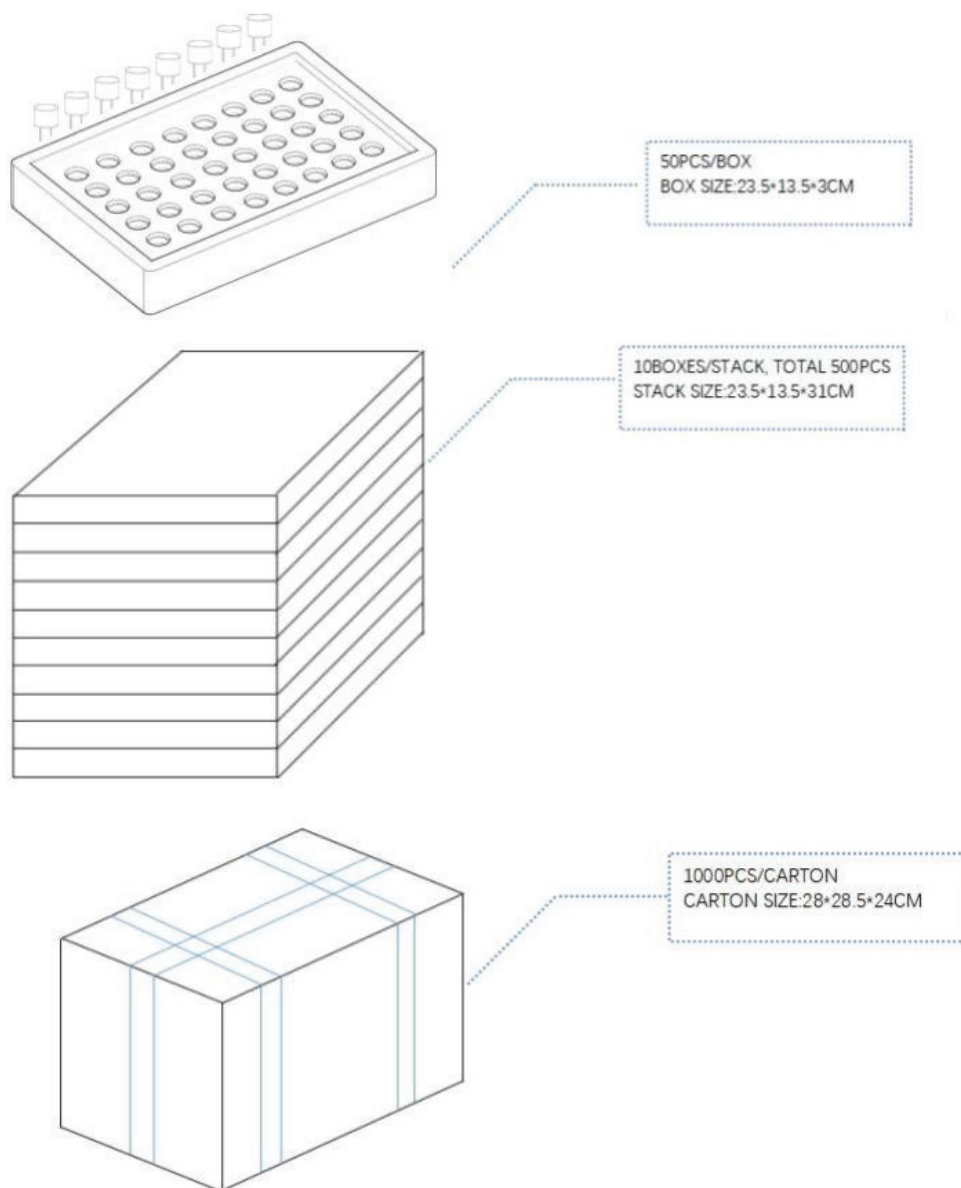 50PCS/BOX
BOX SIZE:23.5*13.5*3CM
10BOXES/STACK, TOTAL 500PCS
STACK SIZE:23.5*13.5*31CM
1000PCS/CARTON
CARTON SIZE:28*28.5*24CM